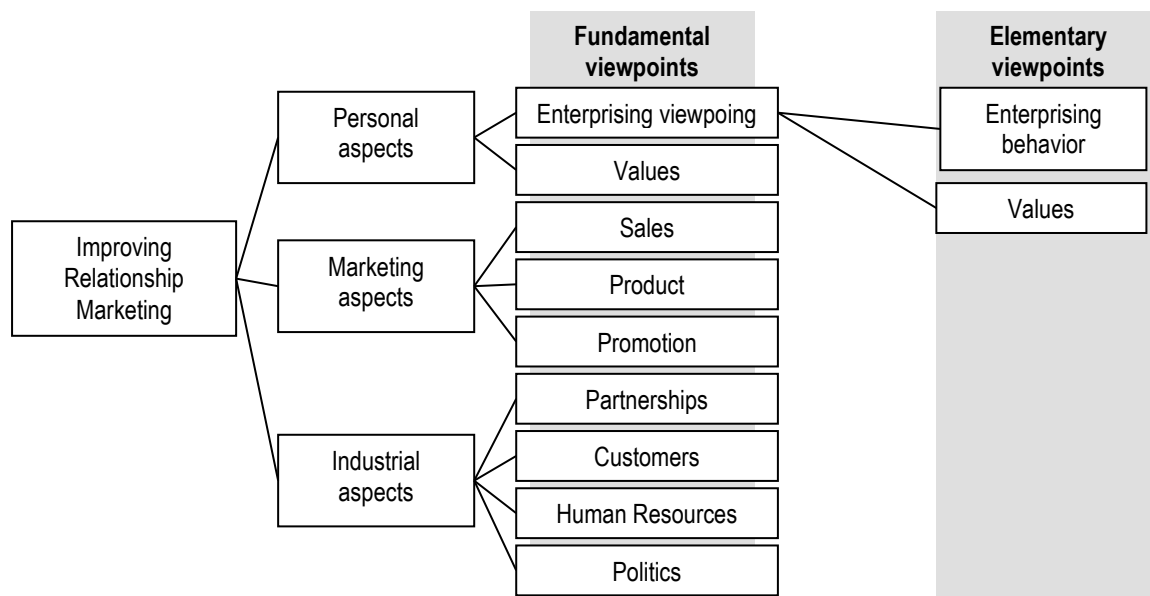 Fundamental
viewpoints
Elementary
viewpoints
Improving
Relationship
Marketing
Personal
aspects
Marketing
aspects
Industrial
aspects
Enterprising viewpoing
Values
Sales
Product
Promotion
Partnerships
Customers
Human Resources
Politics
Enterprising
behavior
Values